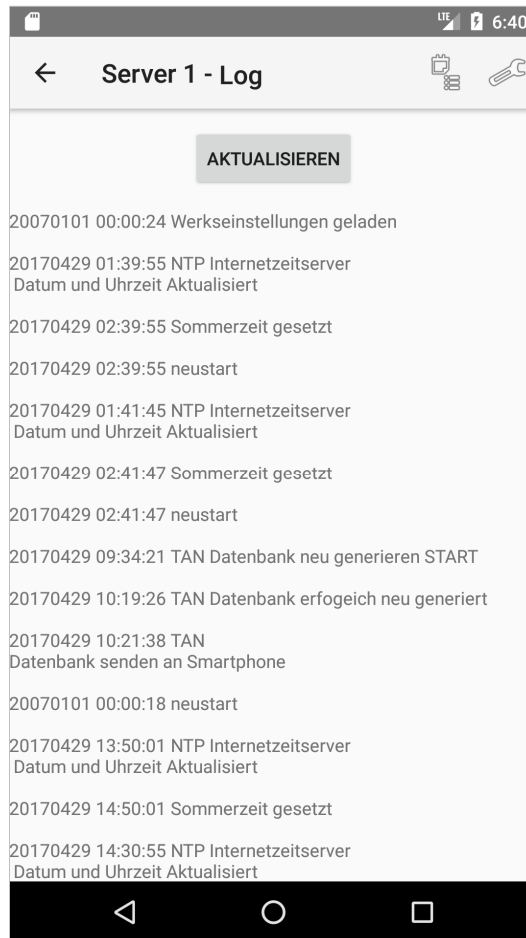 LTE 6:40
Server 1 - Log
AKTUALISIEREN
20070101 00:00:24 Werkseinstellungen geladen
20170429 01:39:55 NTP Internetzeitserver
Datum und Uhrzeit Aktualisiert
20170429 02:39:55 Sommerzeit gesetzt
20170429 02:39:55 neustart
20170429 01:41:45 NTP Internetzeitserver
Datum und Uhrzeit Aktualisiert
20170429 02:41:47 Sommerzeit gesetzt
20170429 02:41:47 neustart
20170429 09:34:21 TAN Datenbank neu generieren START
20170429 10:19:26 TAN Datenbank erfogeich neu generiert
20170429 10:21:38 TAN
Datenbank senden an Smartphone
20070101 00:00:18 neustart
20170429 13:50:01 NTP Internetzeitserver
Datum und Uhrzeit Aktualisiert
20170429 14:50:01 Sommerzeit gesetzt
20170429 14:30:55 NTP Internetzeitserver
Datum und Uhrzeit Aktualisiert